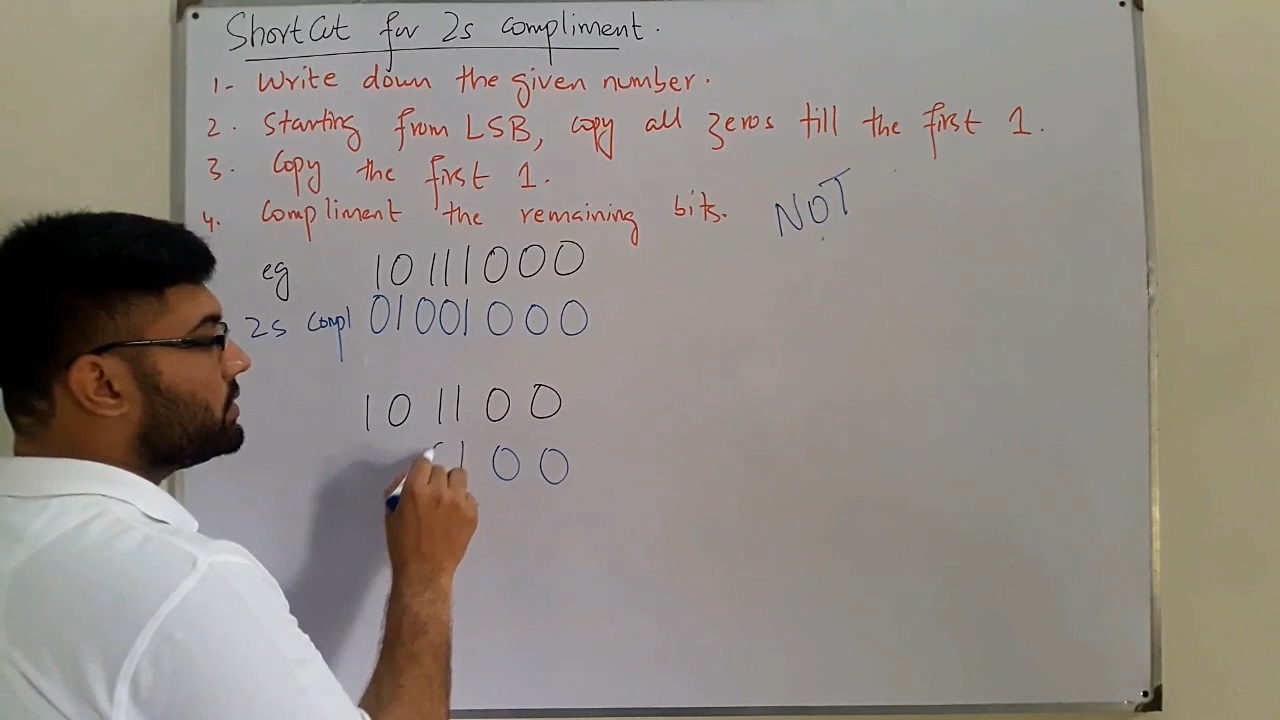 Shortcut for 2s compliment.
1- Write down the given number.
2. Starting from LSB, copy all zeros till the first 1.
3. Copy the first 1.
4. Compliment the remaining bits. NOT
eg 10111000
2s compl 01001000
101100
100